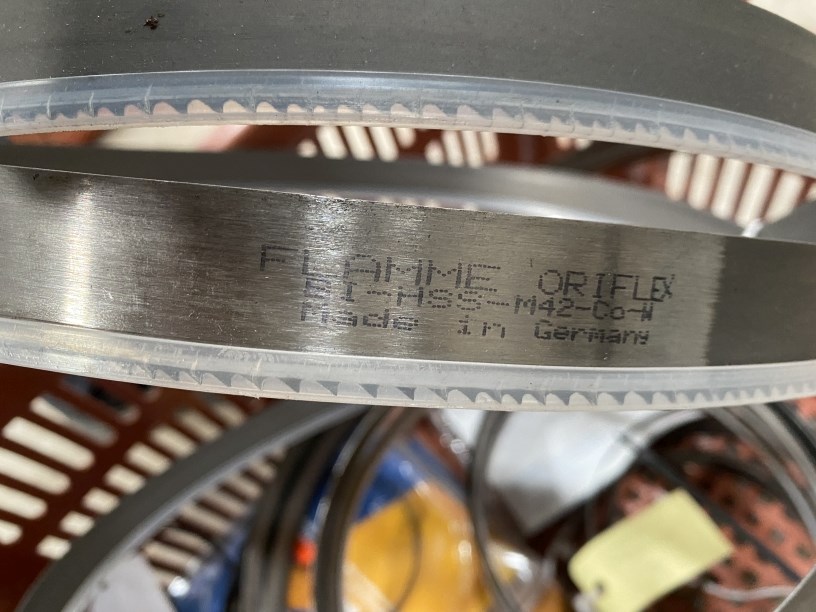 FLAMME ORIFLEX
BI-HSS-M42-Co-W
Made in Germany